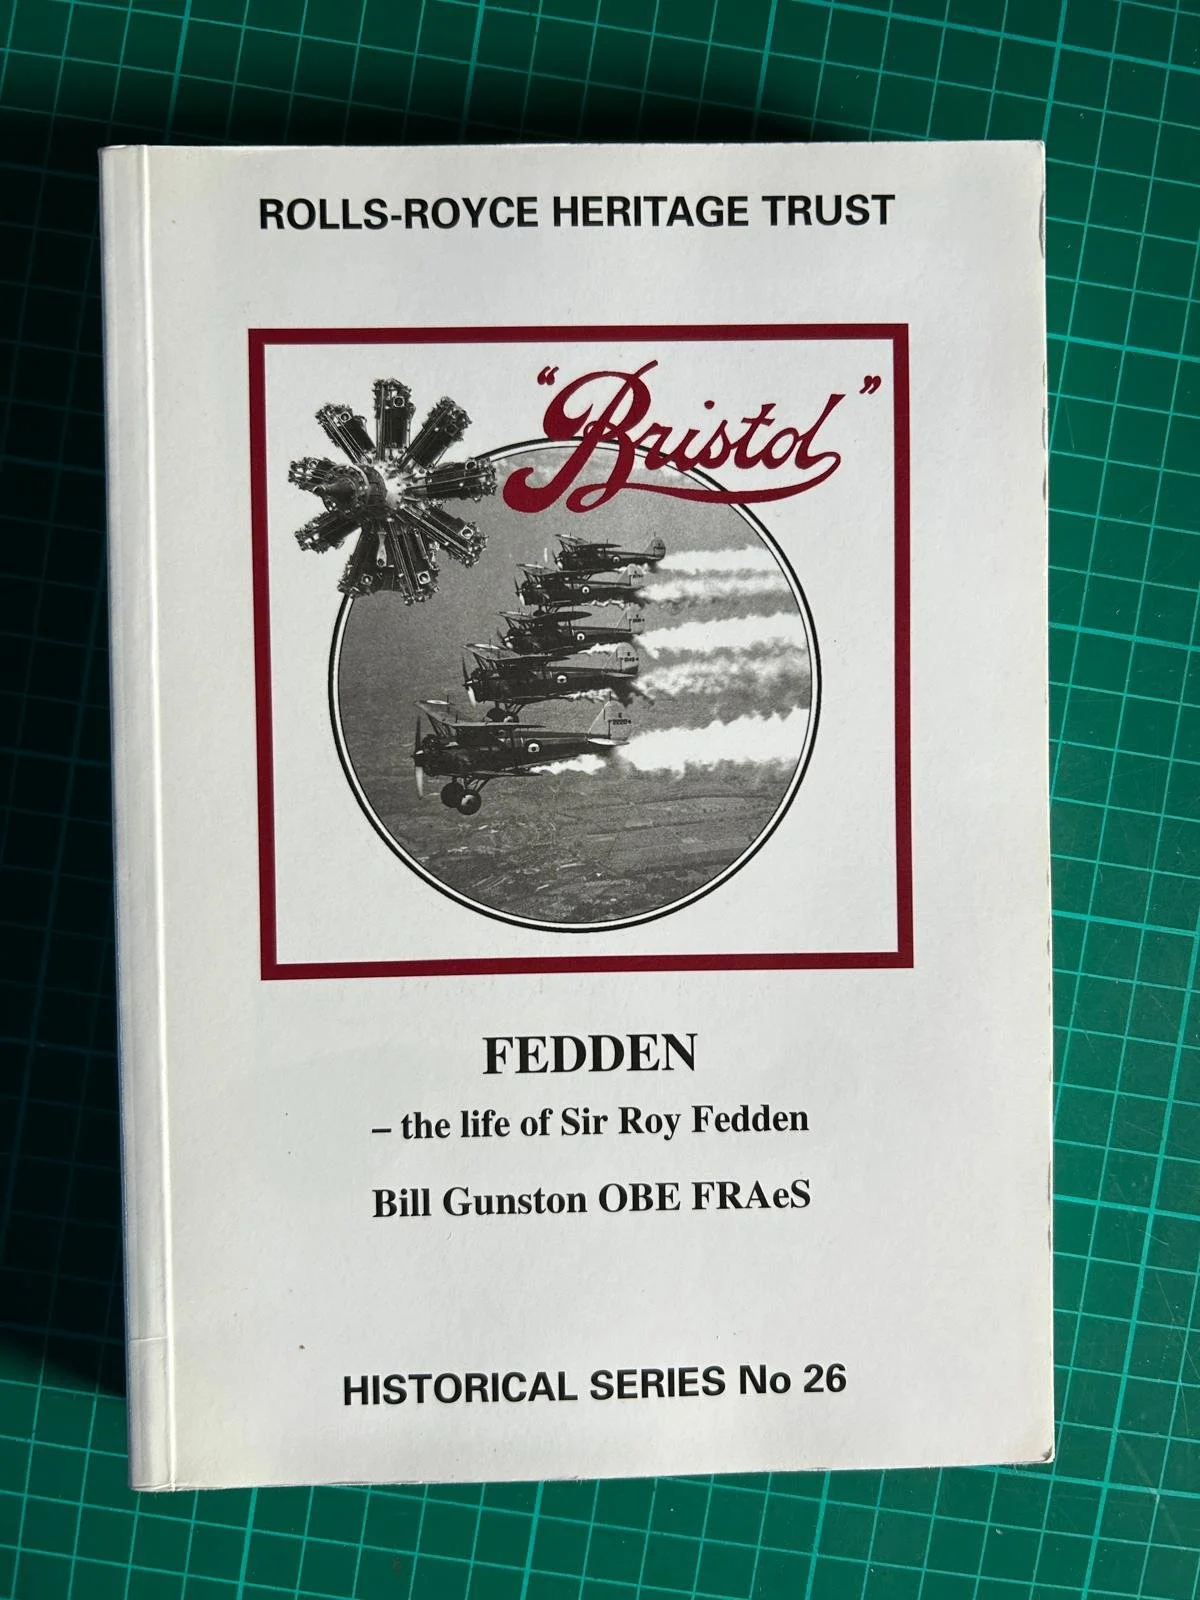 ROLLS-ROYCE HERITAGE TRUST
“Bristol”
FEDDEN
– the life of Sir Roy Fedden
Bill Gunston OBE FRAeS
HISTORICAL SERIES No 26